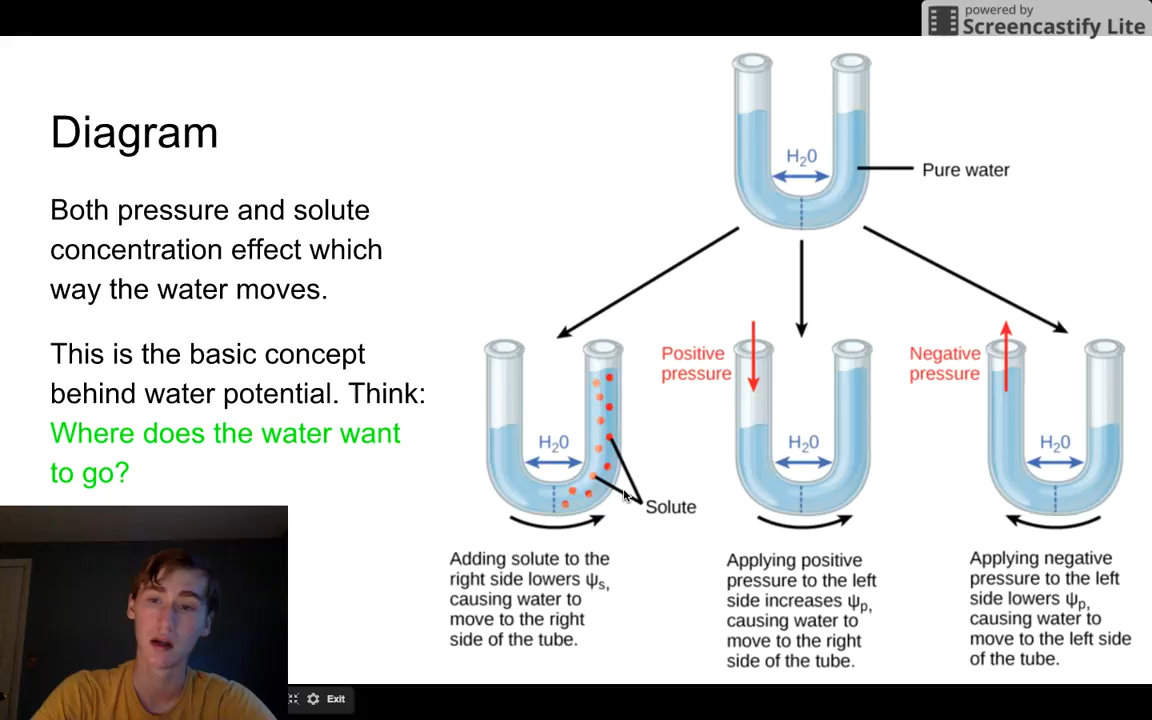 powered by
Screencastify Lite
Diagram
Both pressure and solute
concentration effect which
way the water moves.
This is the basic concept
behind water potential. Think:
Where does the water want
to go?
H₂0
Pure water
Positive
pressure
Negative
pressure
H₂0
H₂0
H₂0
Solute
Adding solute to the
right side lowers ψs,
causing water to
move to the right
side of the tube.
Applying positive
pressure to the left
side increases ψp,
causing water to
move to the right
side of the tube.
Applying negative
pressure to the left
side lowers ψp,
causing water to
move to the left side
of the tube.
Exit